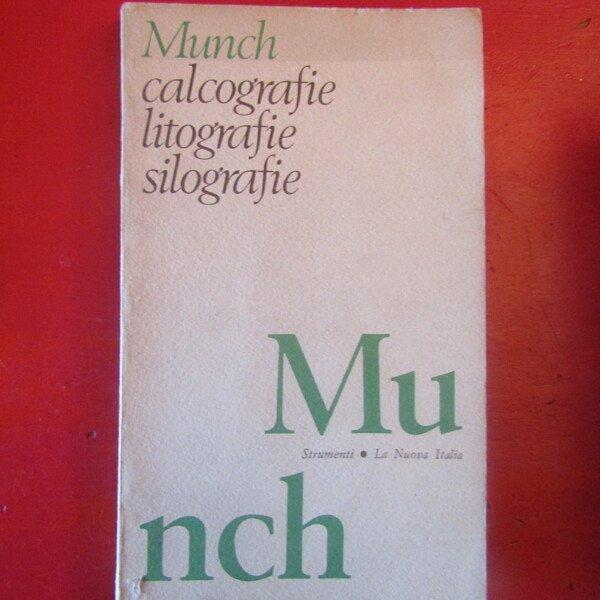 Munch
calcografie
litografie
silografie
Mu
Strumenti • La Nuova Italia
nch